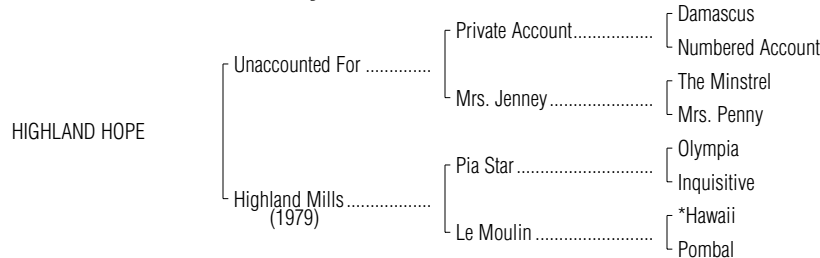 Damascus
Private Account.................
Numbered Account
Unaccounted For ..............
The Minstrel
Mrs. Jenney ......................
Mrs. Penny
HIGHLAND HOPE
Olympia
Pia Star .............................
Inquisitive
Highland Mills ..................
(1979)
*Hawaii
Le Moulin .........................
Pombal